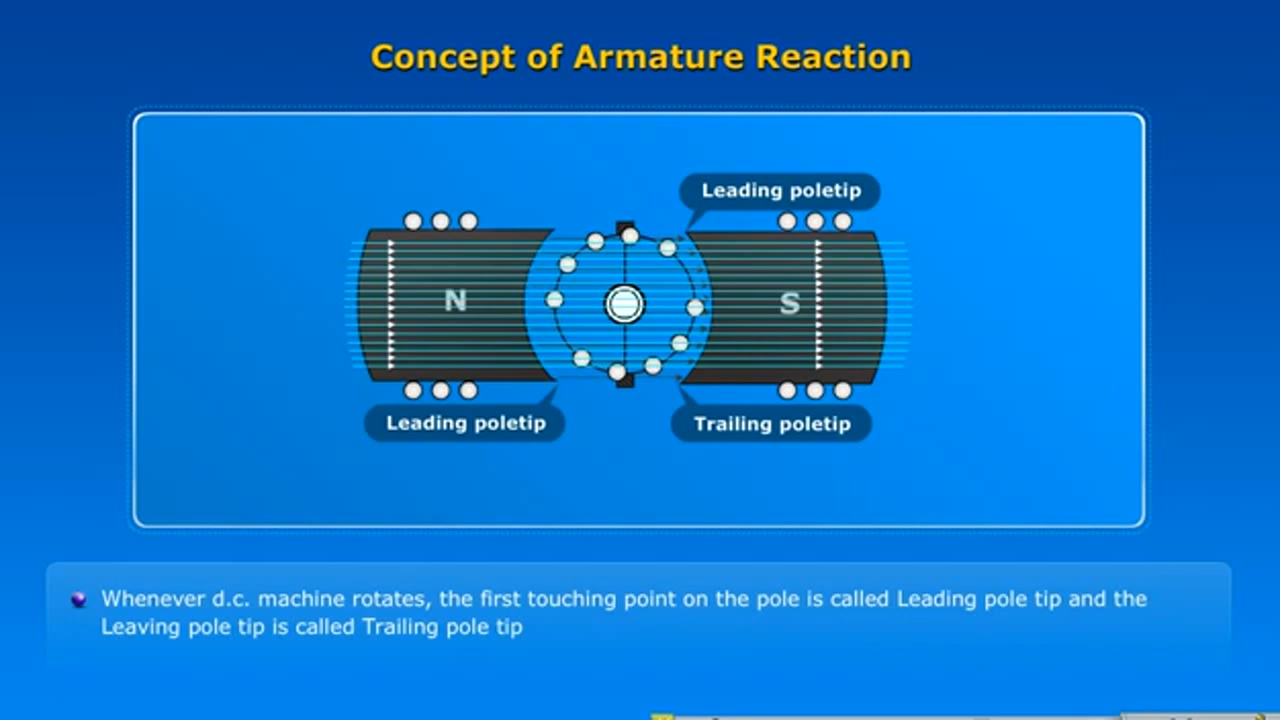 Concept of Armature Reaction
Leading poletip
N
S
Leading poletip
Trailing poletip
Whenever d.c. machine rotates, the first touching point on the pole is called Leading pole tip and the
Leaving pole tip is called Trailing pole tip